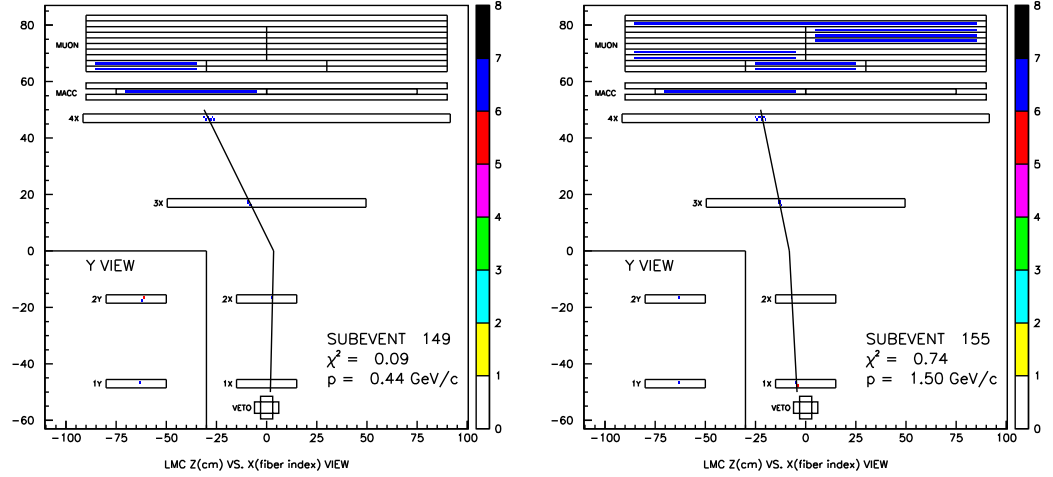 80
60
40
20
0
−20
−40
−60
MUON
MACC
4X
3X
Y VIEW
2Y
2X
1Y
1X
VETO
SUBEVENT 149
χ² = 0.09
p = 0.44 GeV/c
−100 −75 −50 −25 0 25 50 75 100
LMC Z(cm) VS. X(fiber index) VIEW
8
7
6
5
4
3
2
1
0
80
60
40
20
0
−20
−40
−60
MUON
MACC
4X
3X
Y VIEW
2Y
2X
1Y
1X
VETO
SUBEVENT 155
χ² = 0.74
p = 1.50 GeV/c
−100 −75 −50 −25 0 25 50 75 100
LMC Z(cm) VS. X(fiber index) VIEW
8
7
6
5
4
3
2
1
0